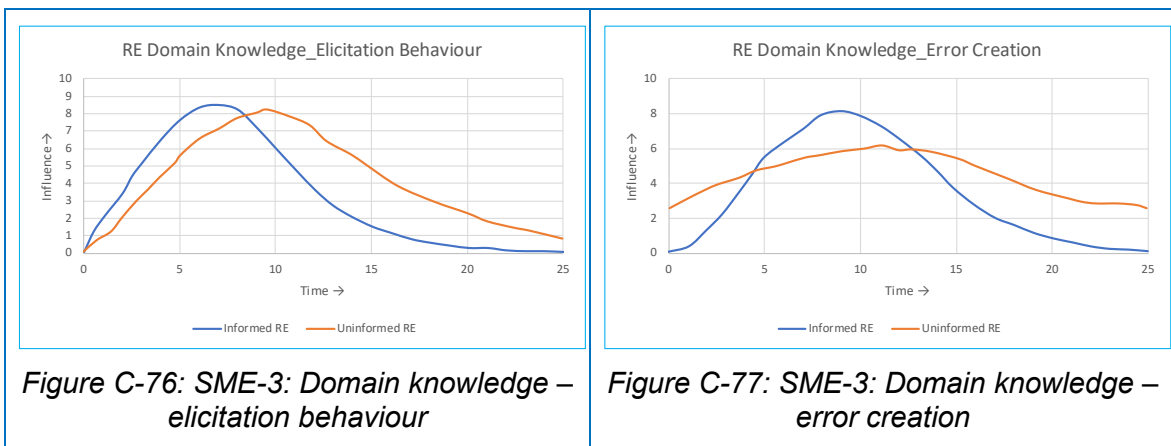 RE Domain Knowledge_Elicitation Behaviour
10
9
8
7
6
5
4
3
2
1
0
Influence→
0 5 10 15 20 25
Time →
Informed RE Uninformed RE
Figure C-76: SME-3: Domain knowledge –
elicitation behaviour
RE Domain Knowledge_Error Creation
10
8
6
4
2
0
Influence→
0 5 10 15 20 25
Time →
Informed RE Uninformed RE
Figure C-77: SME-3: Domain knowledge –
error creation